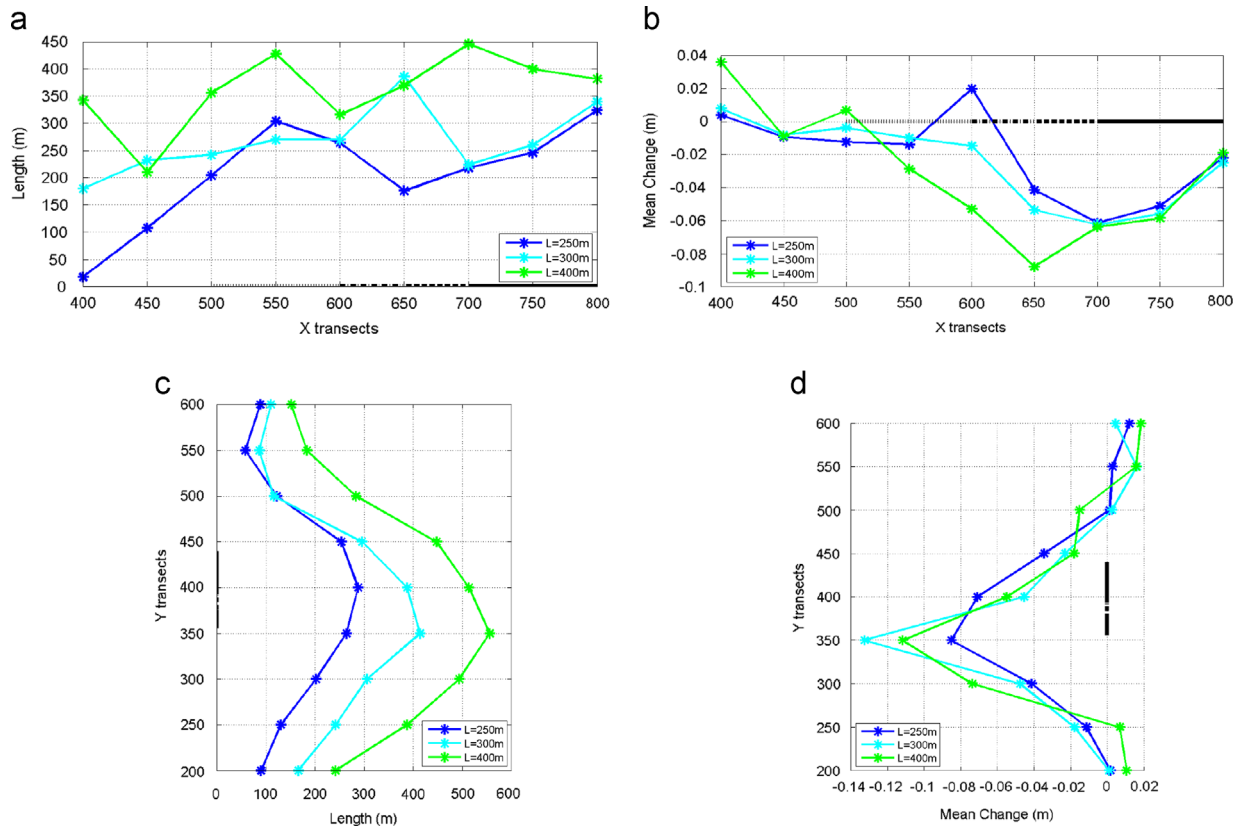 a
450
400
350
300
250
200
150
100
50
0
Length (m)
L=250m
L=300m
L=400m
400 450 500 550 600 650 700 750 800
X transects
b
0.04
0.02
0
-0.02
-0.04
-0.06
-0.08
-0.1
Mean Change (m)
L=250m
L=300m
L=400m
400 450 500 550 600 650 700 750 800
X transects
c
600
550
500
450
400
350
300
250
200
Y transects
L=250m
L=300m
L=400m
0 100 200 300 400 500 600
Length (m)
d
600
550
500
450
400
350
300
250
200
Y transects
L=250m
L=300m
L=400m
-0.14 -0.12 -0.1 -0.08 -0.06 -0.04 -0.02 0 0.02
Mean Change (m)